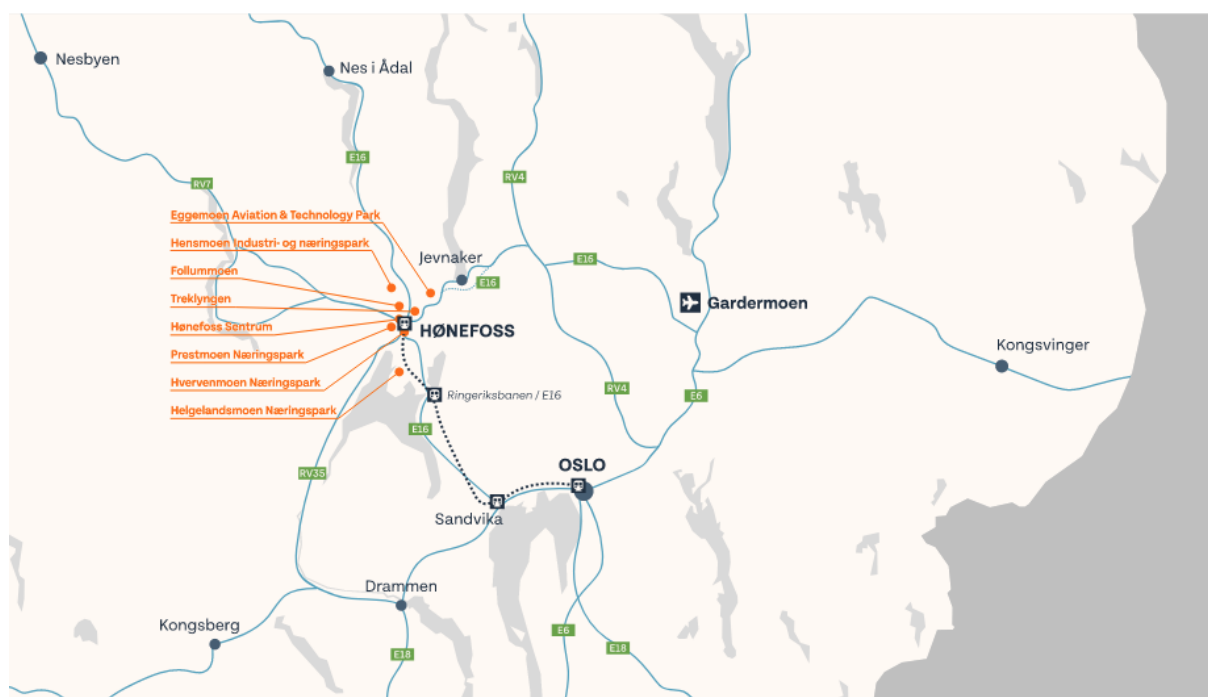 Nesbyen
Nes i Ådal
E16
RV7
RV4
Eggemoen Aviation & Technology Park
Hensmoen Industri- og næringspark
Jevnaker
E16
Follummoen
E16
Treklyngen
Gardermoen
Hønefoss Sentrum
HØNEFOSS
Prestmoen Næringspark
Kongsvinger
Hvervenmoen Næringspark
RV4
E6
Ringeriksbanen / E16
Helgelandsmoen Næringspark
E16
OSLO
RV35
Sandvika
Drammen
Kongsberg
E6
E18
E18